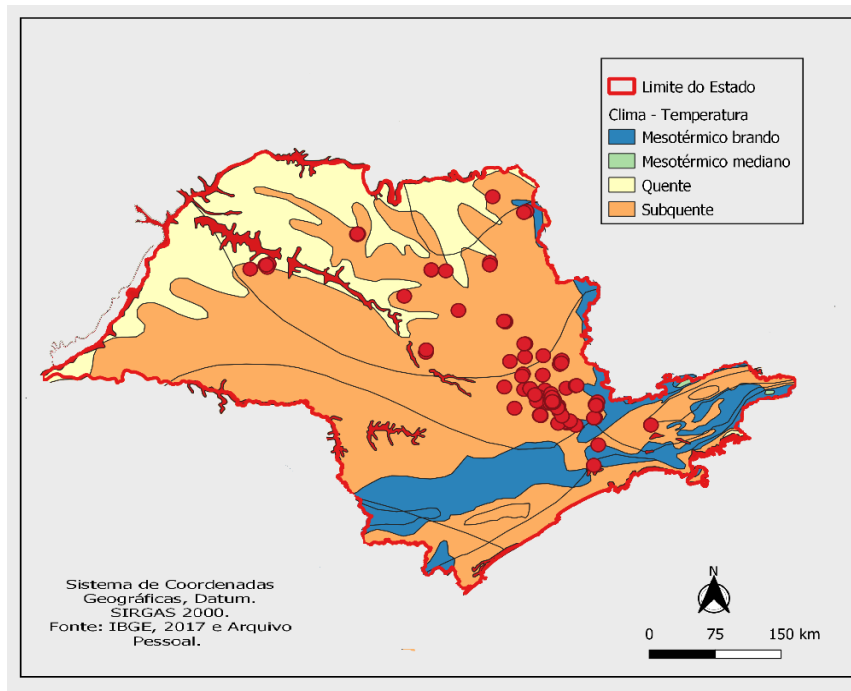 Limite do Estado
Clima - Temperatura
Mesotérmico brando
Mesotérmico mediano
Quente
Subquente
Sistema de Coordenadas
Geográficas, Datum.
SIRGAS 2000.
Fonte: IBGE, 2017 e Arquivo
Pessoal.
N
0 75 150 km